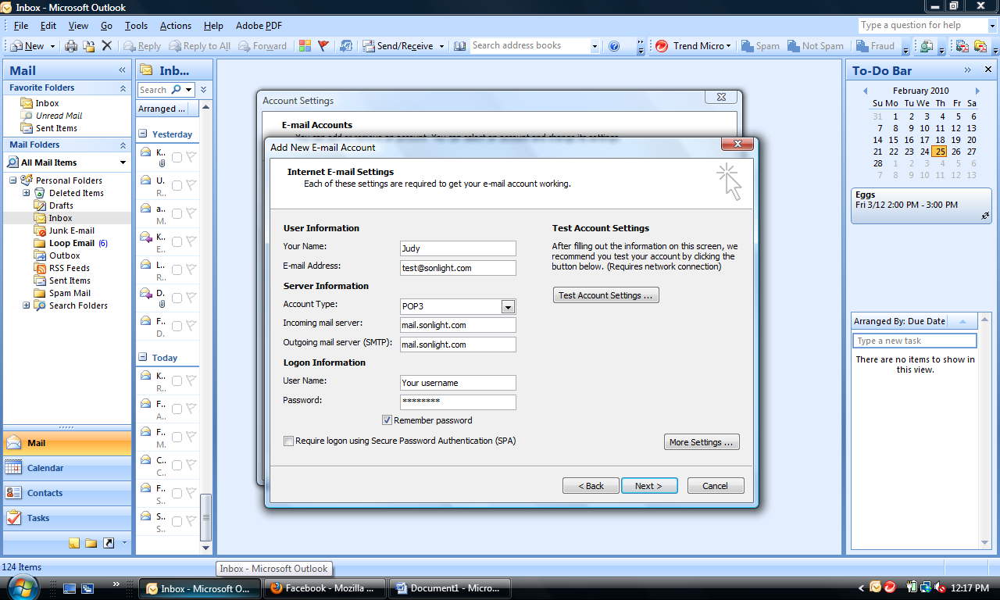 Inbox - Microsoft Outlook
File Edit View Go Tools Actions Help Adobe PDF
Type a question for help
New Reply Reply to All Forward Send/Receive Search address books Trend Micro Spam Not Spam Fraud
Mail
Favorite Folders
Inbox
Unread Mail
Sent Items
Mail Folders
All Mail Items
Personal Folders
Deleted Items
Drafts
Inbox
Junk E-mail
Loop Email (6)
Outbox
RSS Feeds
Sent Items
Spam Mail
Search Folders
Mail
Calendar
Contacts
Tasks
Inb...
Search
Arranged ...
Yesterday
K..
U..
R..
a..
M..
K..
E..
L..
R..
D..
F..
D..
Today
K..
R..
F..
A..
F..
M..
C..
C..
F..
S..
S..
S..
Account Settings
E-mail Accounts
You can add or remove an account. You can select an account and change its settings.
Add New E-mail Account
Internet E-mail Settings
Each of these settings are required to get your e-mail account working.
User Information
Your Name: Judy
E-mail Address: test@sonlight.com
Server Information
Account Type: POP3
Incoming mail server: mail.sonlight.com
Outgoing mail server (SMTP): mail.sonlight.com
Logon Information
User Name: Your username
Password: ********
Remember password
Require logon using Secure Password Authentication (SPA)
Test Account Settings
After filling out the information on this screen, we
recommend you test your account by clicking the
button below. (Requires network connection)
Test Account Settings ...
More Settings ...
< Back Next > Cancel
To-Do Bar
February 2010
Su Mo Tu We Th Fr Sa
31 1 2 3 4 5 6
7 8 9 10 11 12 13
14 15 16 17 18 19 20
21 22 23 24 25 26 27
28 1 2 3 4 5 6
7 8 9 10 11 12 13
Eggs
Fri 3/12 2:00 PM - 3:00 PM
Arranged By: Due Date
Type a new task
There are no items to show in
this view.
124 Items
Inbox - Microsoft Outlook
Inbox - Microsoft O... Facebook - Mozilla ... Document1 - Micro... 12:17 PM